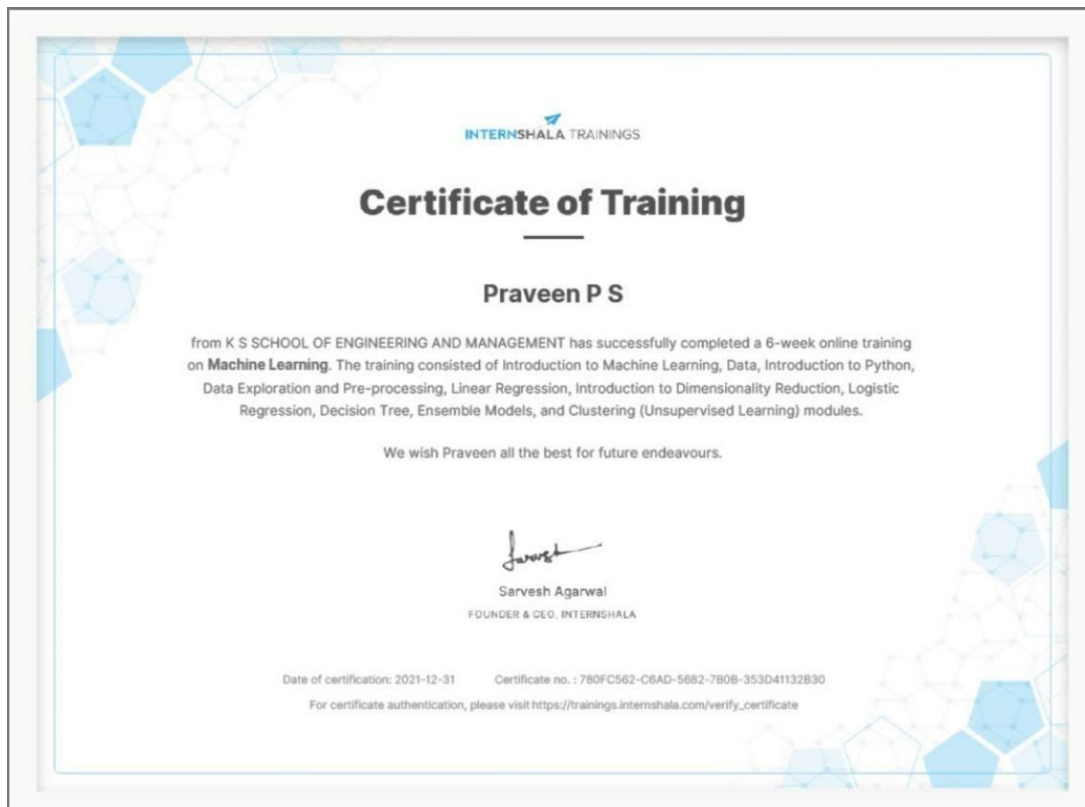 INTERNSHALA TRAININGS
Certificate of Training
Praveen P S
from K S SCHOOL OF ENGINEERING AND MANAGEMENT has successfully completed a 6-week online training
on Machine Learning. The training consisted of Introduction to Machine Learning, Data, Introduction to Python,
Data Exploration and Pre-processing, Linear Regression, Introduction to Dimensionality Reduction, Logistic
Regression, Decision Tree, Ensemble Models, and Clustering (Unsupervised Learning) modules.
We wish Praveen all the best for future endeavours.
Sarvesh
Sarvesh Agarwal
FOUNDER & CEO, INTERNSHALA
Date of certification: 2021-12-31 Certificate no. : 780FC562-C6AD-5682-7B0B-353D41132B30
For certificate authentication, please visit https://trainings.internshala.com/verify_certificate